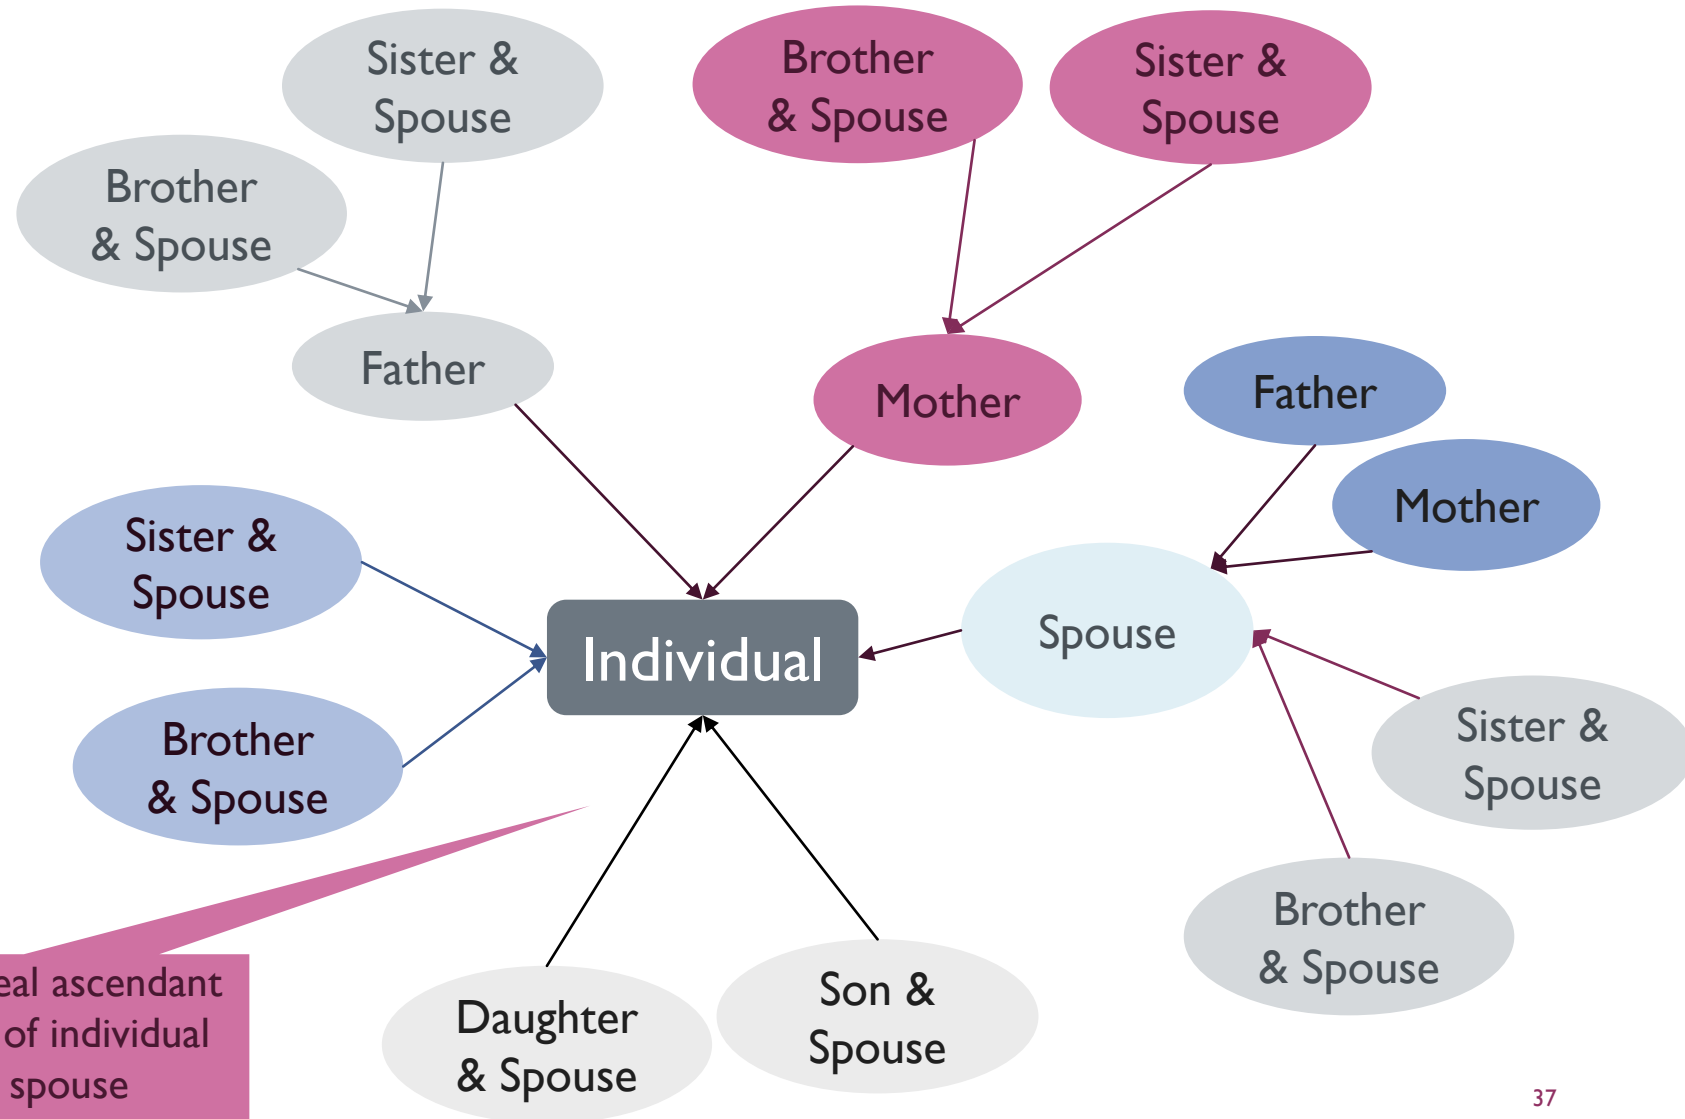 Sister &
Spouse
Brother
& Spouse
Sister &
Spouse
Brother
& Spouse
Father
Mother
Father
Mother
Sister &
Spouse
Individual
Spouse
Brother
& Spouse
Sister &
Spouse
Brother
& Spouse
Daughter
& Spouse
Son &
Spouse
ascendant
of individual
spouse
37